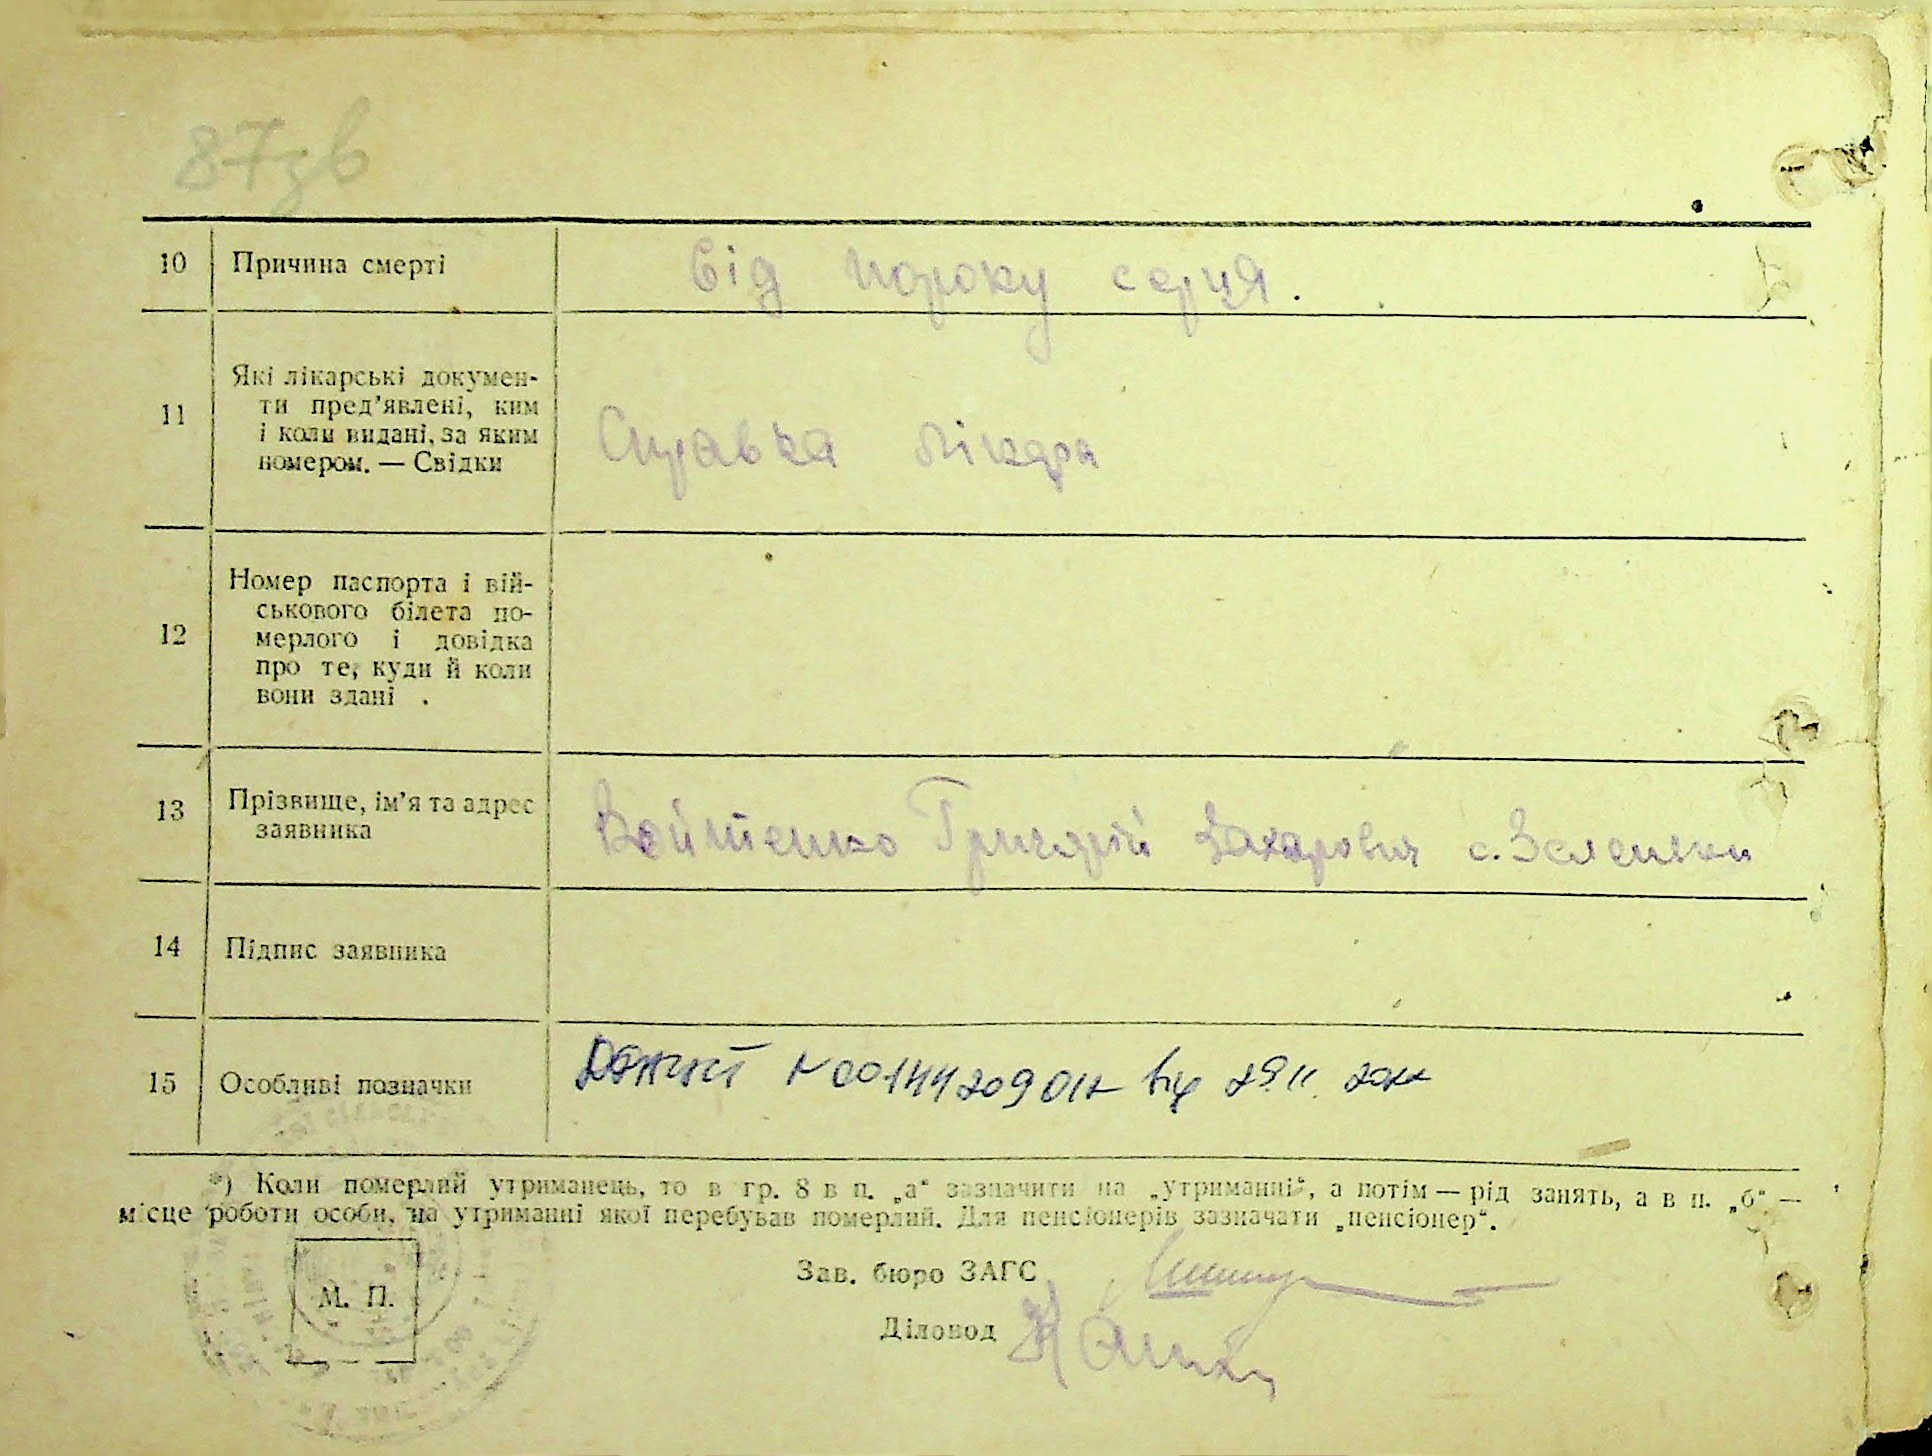 87зв
10 Причина смерті від пороку серця.
11 Які лікарські докумен-
ти пред'явлені, ким
і коли видані, за яким
номером. — Свідки
Справка лікаря
12 Номер паспорта і вій-
ськового білета по-
мерлого і довідка
про те, куди й коли
вони здані .
13 Прізвище, ім'я та адрес
заявника
Войтенко Григорій Захарович с.
14 Підпис заявника
15 Особливі позначки
від
*) Коли померлий утриманець, то в гр. 8 в п. „а“ зазначити на „утриманні“, а потім — рід занять, а в п. „б“ —
місце роботи особи, на утриманні якої перебував померлий. Для пенсіонерів зазначати „пенсіонер“.
М. П.
Зав. бюро ЗАГС
Діловод